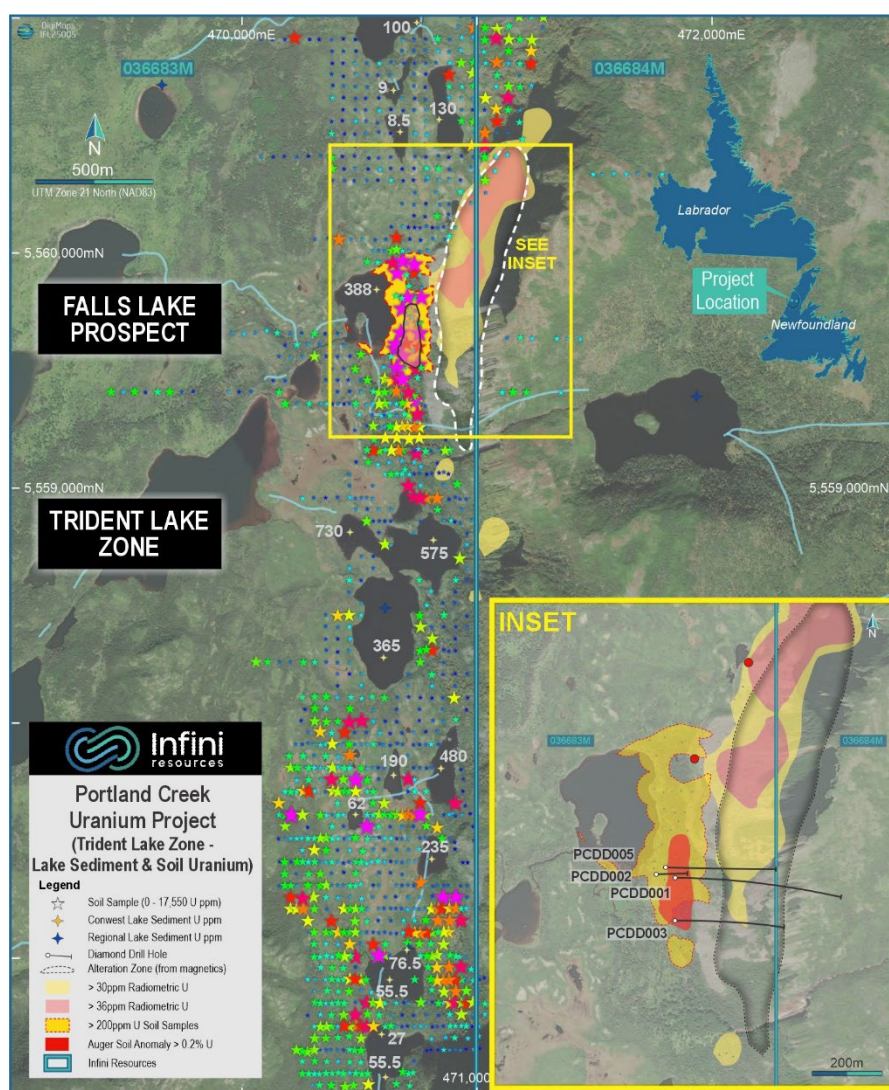 DigiMaps
IFL25005
470,000mE
100
472,000mE
036683M
036684M
9
130
8.5
N
500m
UTM Zone 21 North (NAD83)
Labrador
SEE
INSET
5,560,000mN
Project
Location
388
FALLS LAKE
PROSPECT
Newfoundland
5,559,000mN
5,559,000mN
TRIDENT LAKE
ZONE
730
575
365
INSET
N
Infini
resources
190
480
62
036683M
036684M
Portland Creek
Uranium Project
(Trident Lake Zone -
Lake Sediment & Soil Uranium)
235
PCDD005
PCDD002
PCDD001
PCDD003
Legend
Soil Sample (0 - 17,550 U ppm)
Conwest Lake Sediment U ppm
Regional Lake Sediment U ppm
Diamond Drill Hole
Alteration Zone (from magnetics)
> 30ppm Radiometric U
> 36ppm Radiometric U
> 200ppm U Soil Samples
Auger Soil Anomaly > 0.2% U
Infini Resources
76.5
55.5
27
55.5
471,000
200m